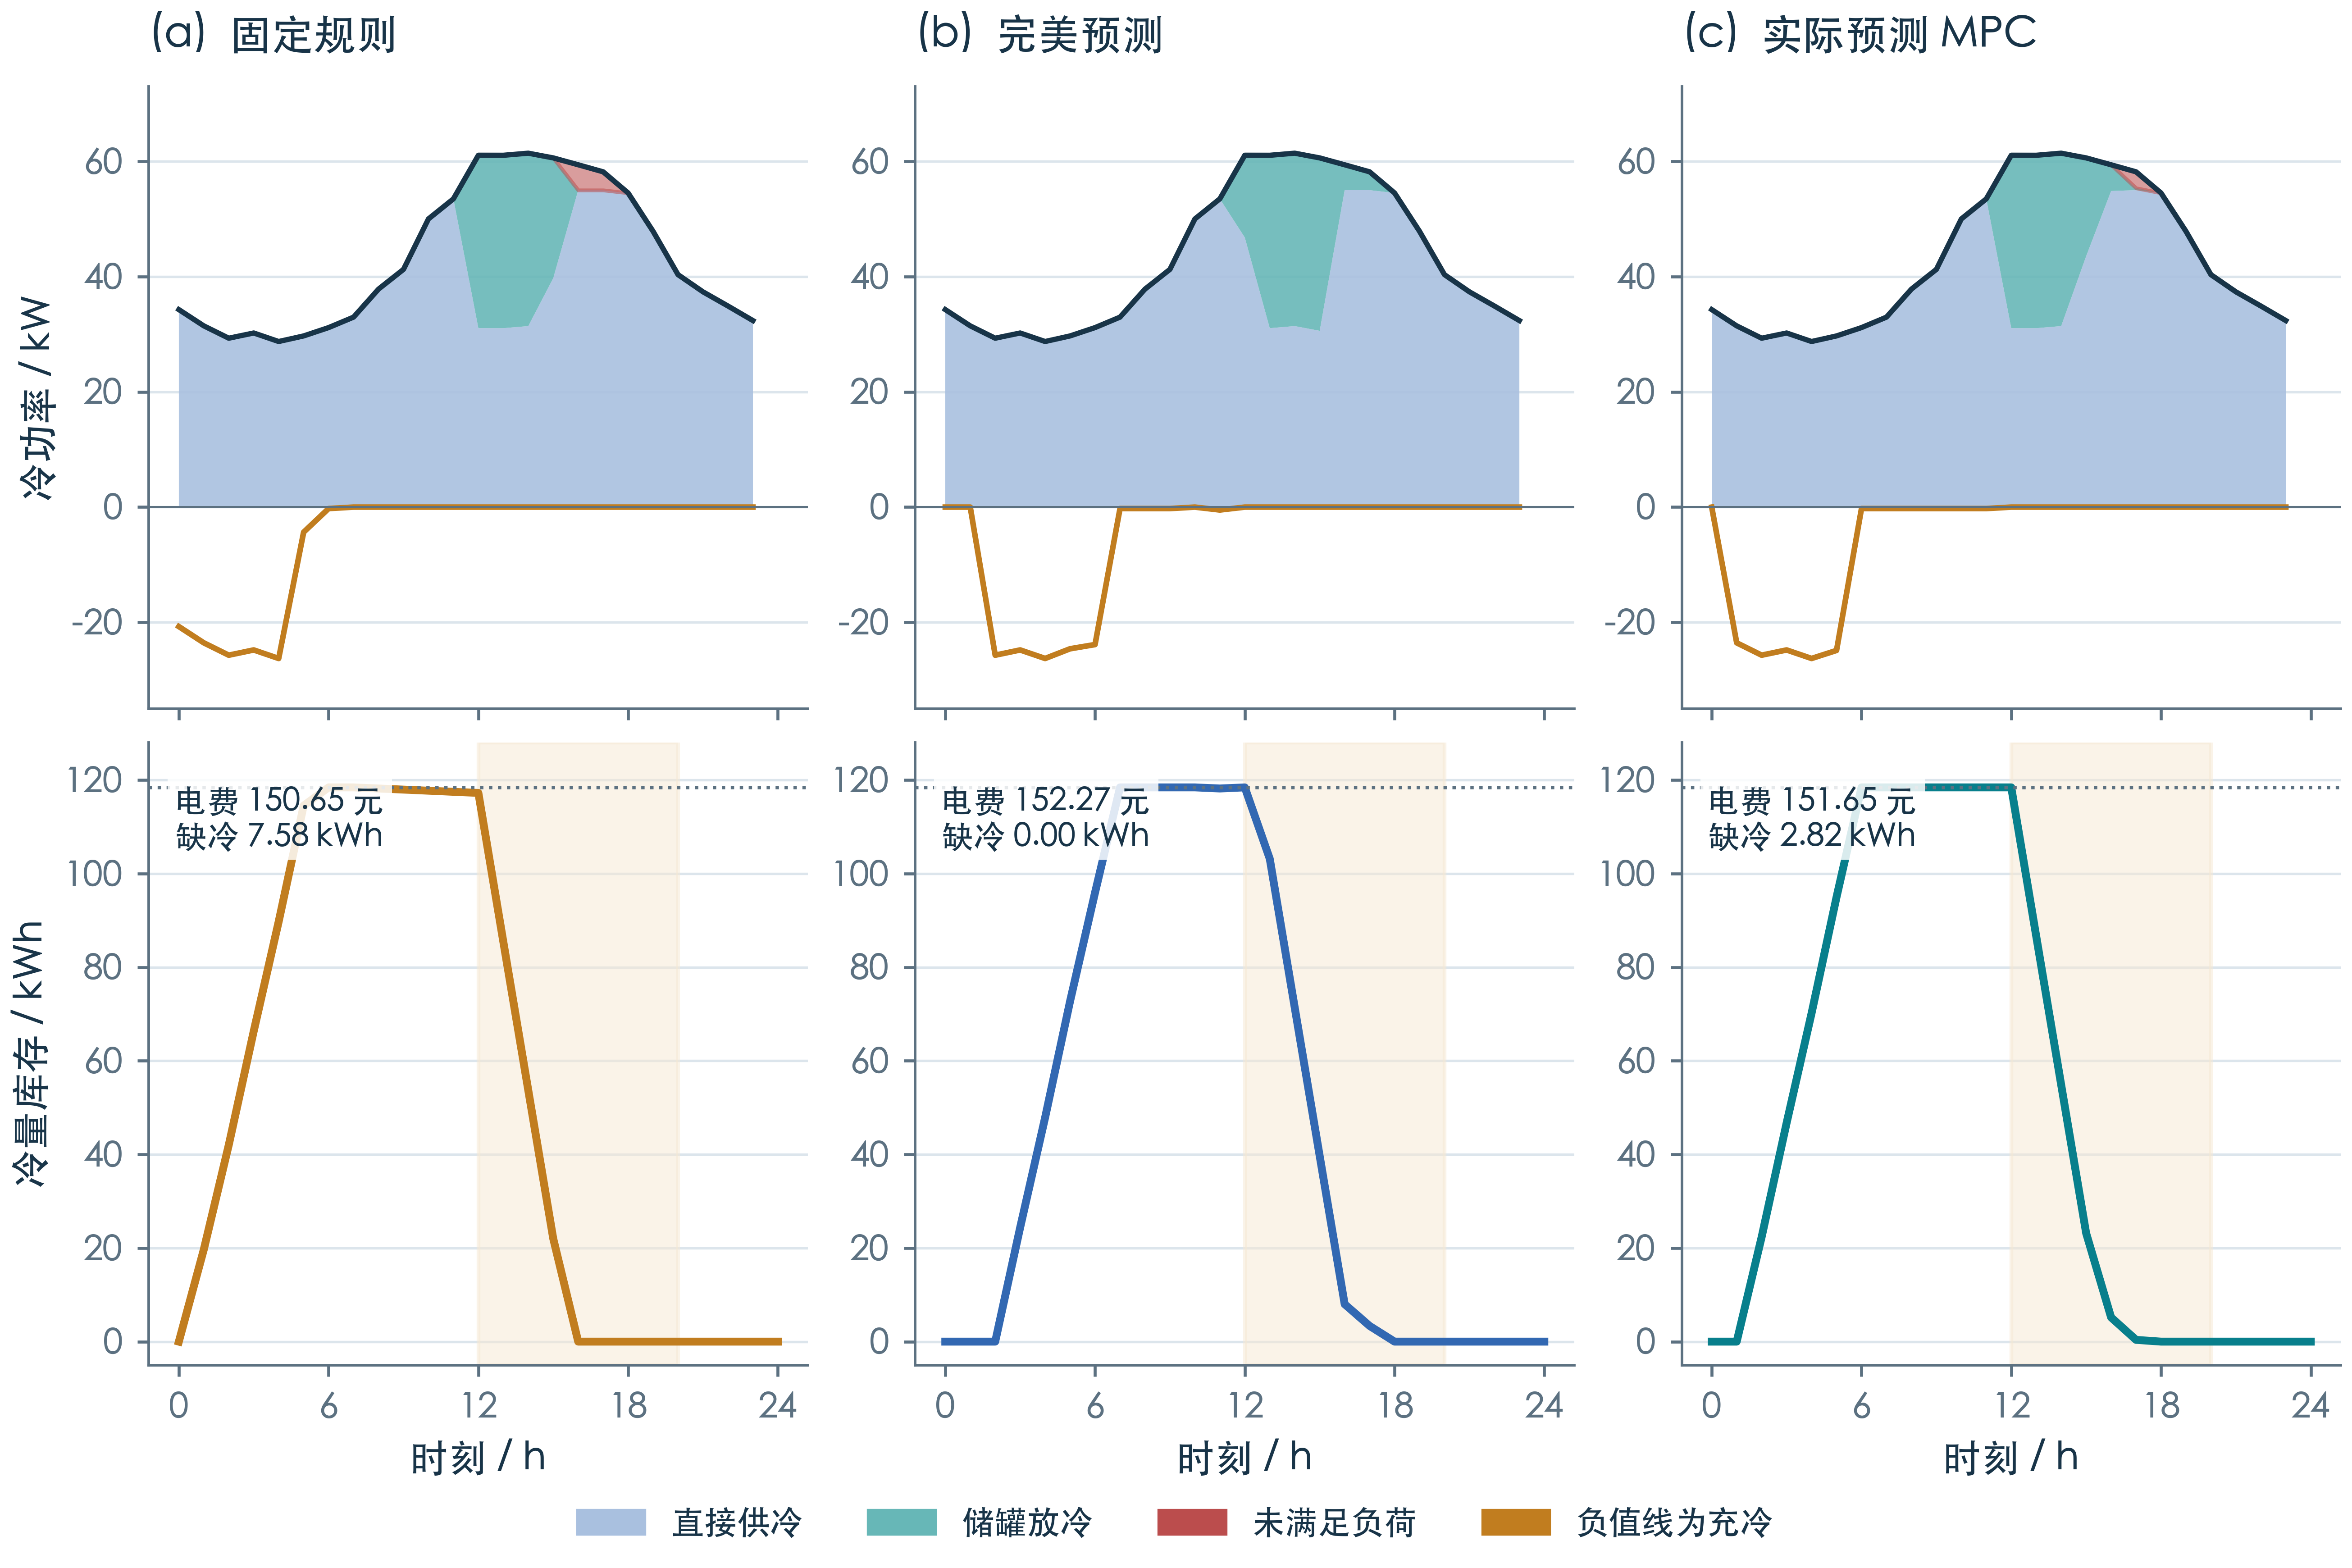 (a) 固定规则
(b) 完美预测
(c) 实际预测 MPC
冷功率 / kW
60
40
20
0
-20
60
40
20
0
-20
60
40
20
0
-20
冷量库存 / kWh
120
100
80
60
40
20
0
电费 150.65 元
缺冷 7.58 kWh
120
100
80
60
40
20
0
电费 152.27 元
缺冷 0.00 kWh
120
100
80
60
40
20
0
电费 151.65 元
缺冷 2.82 kWh
0 6 12 18 24
0 6 12 18 24
0 6 12 18 24
时刻 / h
时刻 / h
时刻 / h
直接供冷
储罐放冷
未满足负荷
负值线为充冷